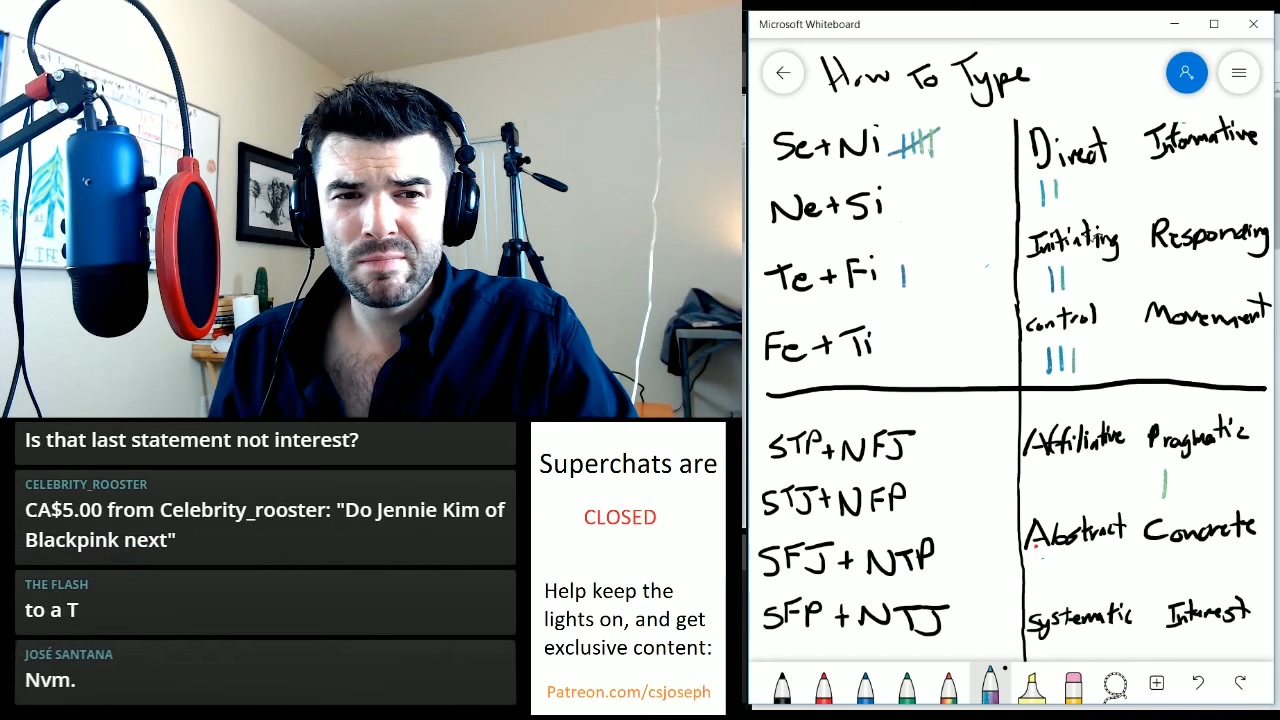 Microsoft Whiteboard
How To Type
Se+Ni
Direct Informative
Ne+Si
Initiating Responding
Te + Fi
control Movement
Fe + Ti
STP+NFJ
Affiliative Pragmatic
STJ+NFP
Abstract Concrete
SFJ + NTP
SFP + NTJ
Systematic Interest
LIFE
Is that last statement not interest?
CELEBRITY_ROOSTER
CA$5.00 from Celebrity_rooster: "Do Jennie Kim of
Blackpink next"
THE FLASH
to a T
JOSÉ SANTANA
Nvm.
Superchats are
CLOSED
Help keep the
lights on, and get
exclusive content:
Patreon.com/csjoseph